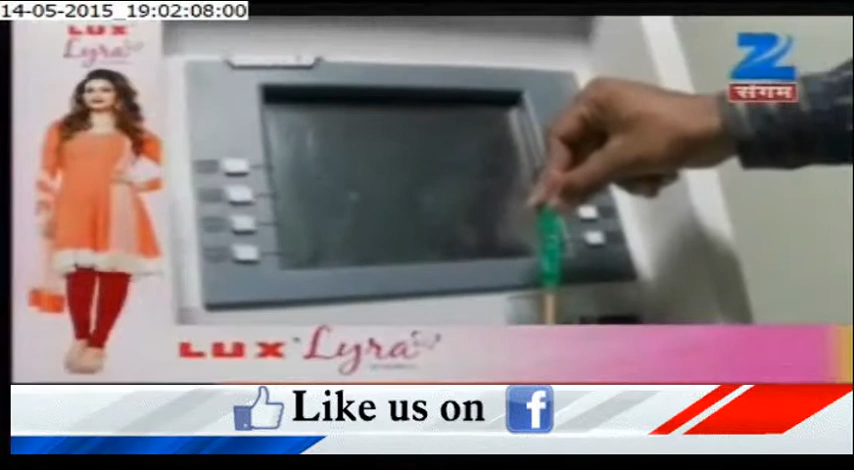 14-05-2015_19:02:08:00
LUX
Lyra
Z
संगम
LUX Lyra
Like us on f